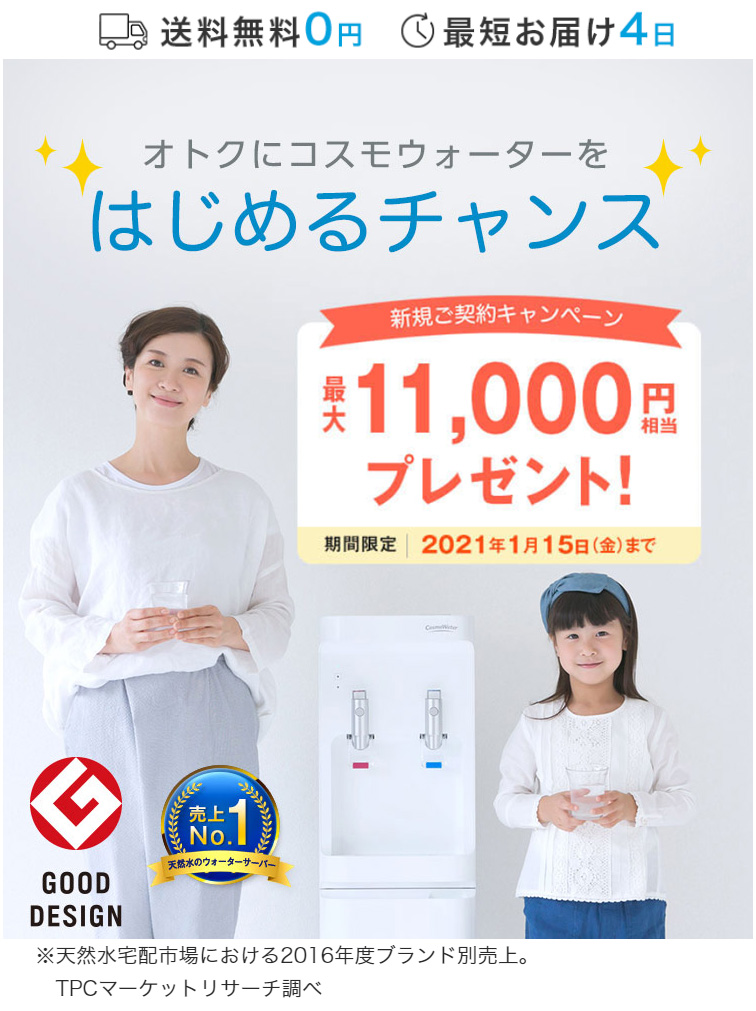 送料無料0円 最短お届け4日
オトクにコスモウォーターを
はじめるチャンス
新規ご契約キャンペーン
最大11,000円相当
プレゼント!
期間限定 2021年1月15日(金)まで
CosmoWater
売上
No.1
天然水のウォーターサーバー
GOOD
DESIGN
※天然水宅配市場における2016年度ブランド別売上。
TPCマーケットリサーチ調べ